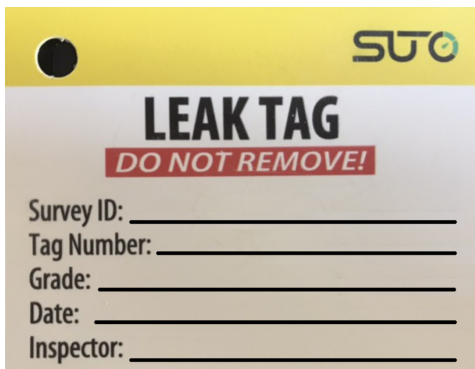 SUTO
LEAK TAG
DO NOT REMOVE!
Survey ID:
Tag Number:
Grade:
Date:
Inspector: